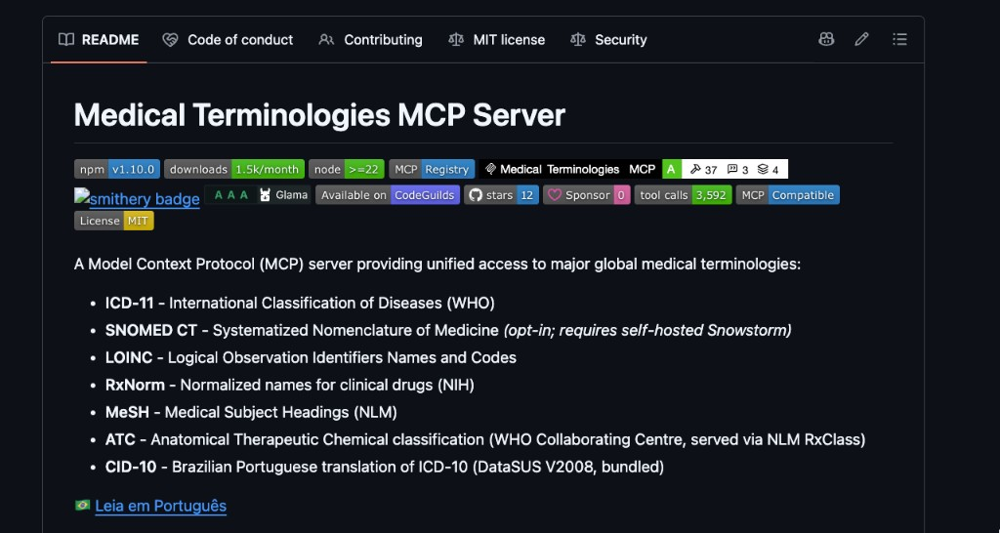 README Code of conduct Contributing MIT license Security
Medical Terminologies MCP Server
npm v1.10.0 downloads 1.5k/month node >=22 MCP Registry Medical Terminologies MCP A 37 3 4
smithery badge A A A Glama Available on CodeGuilds stars 12 Sponsor 0 tool calls 3,592 MCP Compatible
License MIT
A Model Context Protocol (MCP) server providing unified access to major global medical terminologies:
• ICD-11 - International Classification of Diseases (WHO)
• SNOMED CT - Systematized Nomenclature of Medicine (opt-in; requires self-hosted Snowstorm)
• LOINC - Logical Observation Identifiers Names and Codes
• RxNorm - Normalized names for clinical drugs (NIH)
• MeSH - Medical Subject Headings (NLM)
• ATC - Anatomical Therapeutic Chemical classification (WHO Collaborating Centre, served via NLM RxClass)
• CID-10 - Brazilian Portuguese translation of ICD-10 (DataSUS V2008, bundled)
🇧🇷 Leia em Português